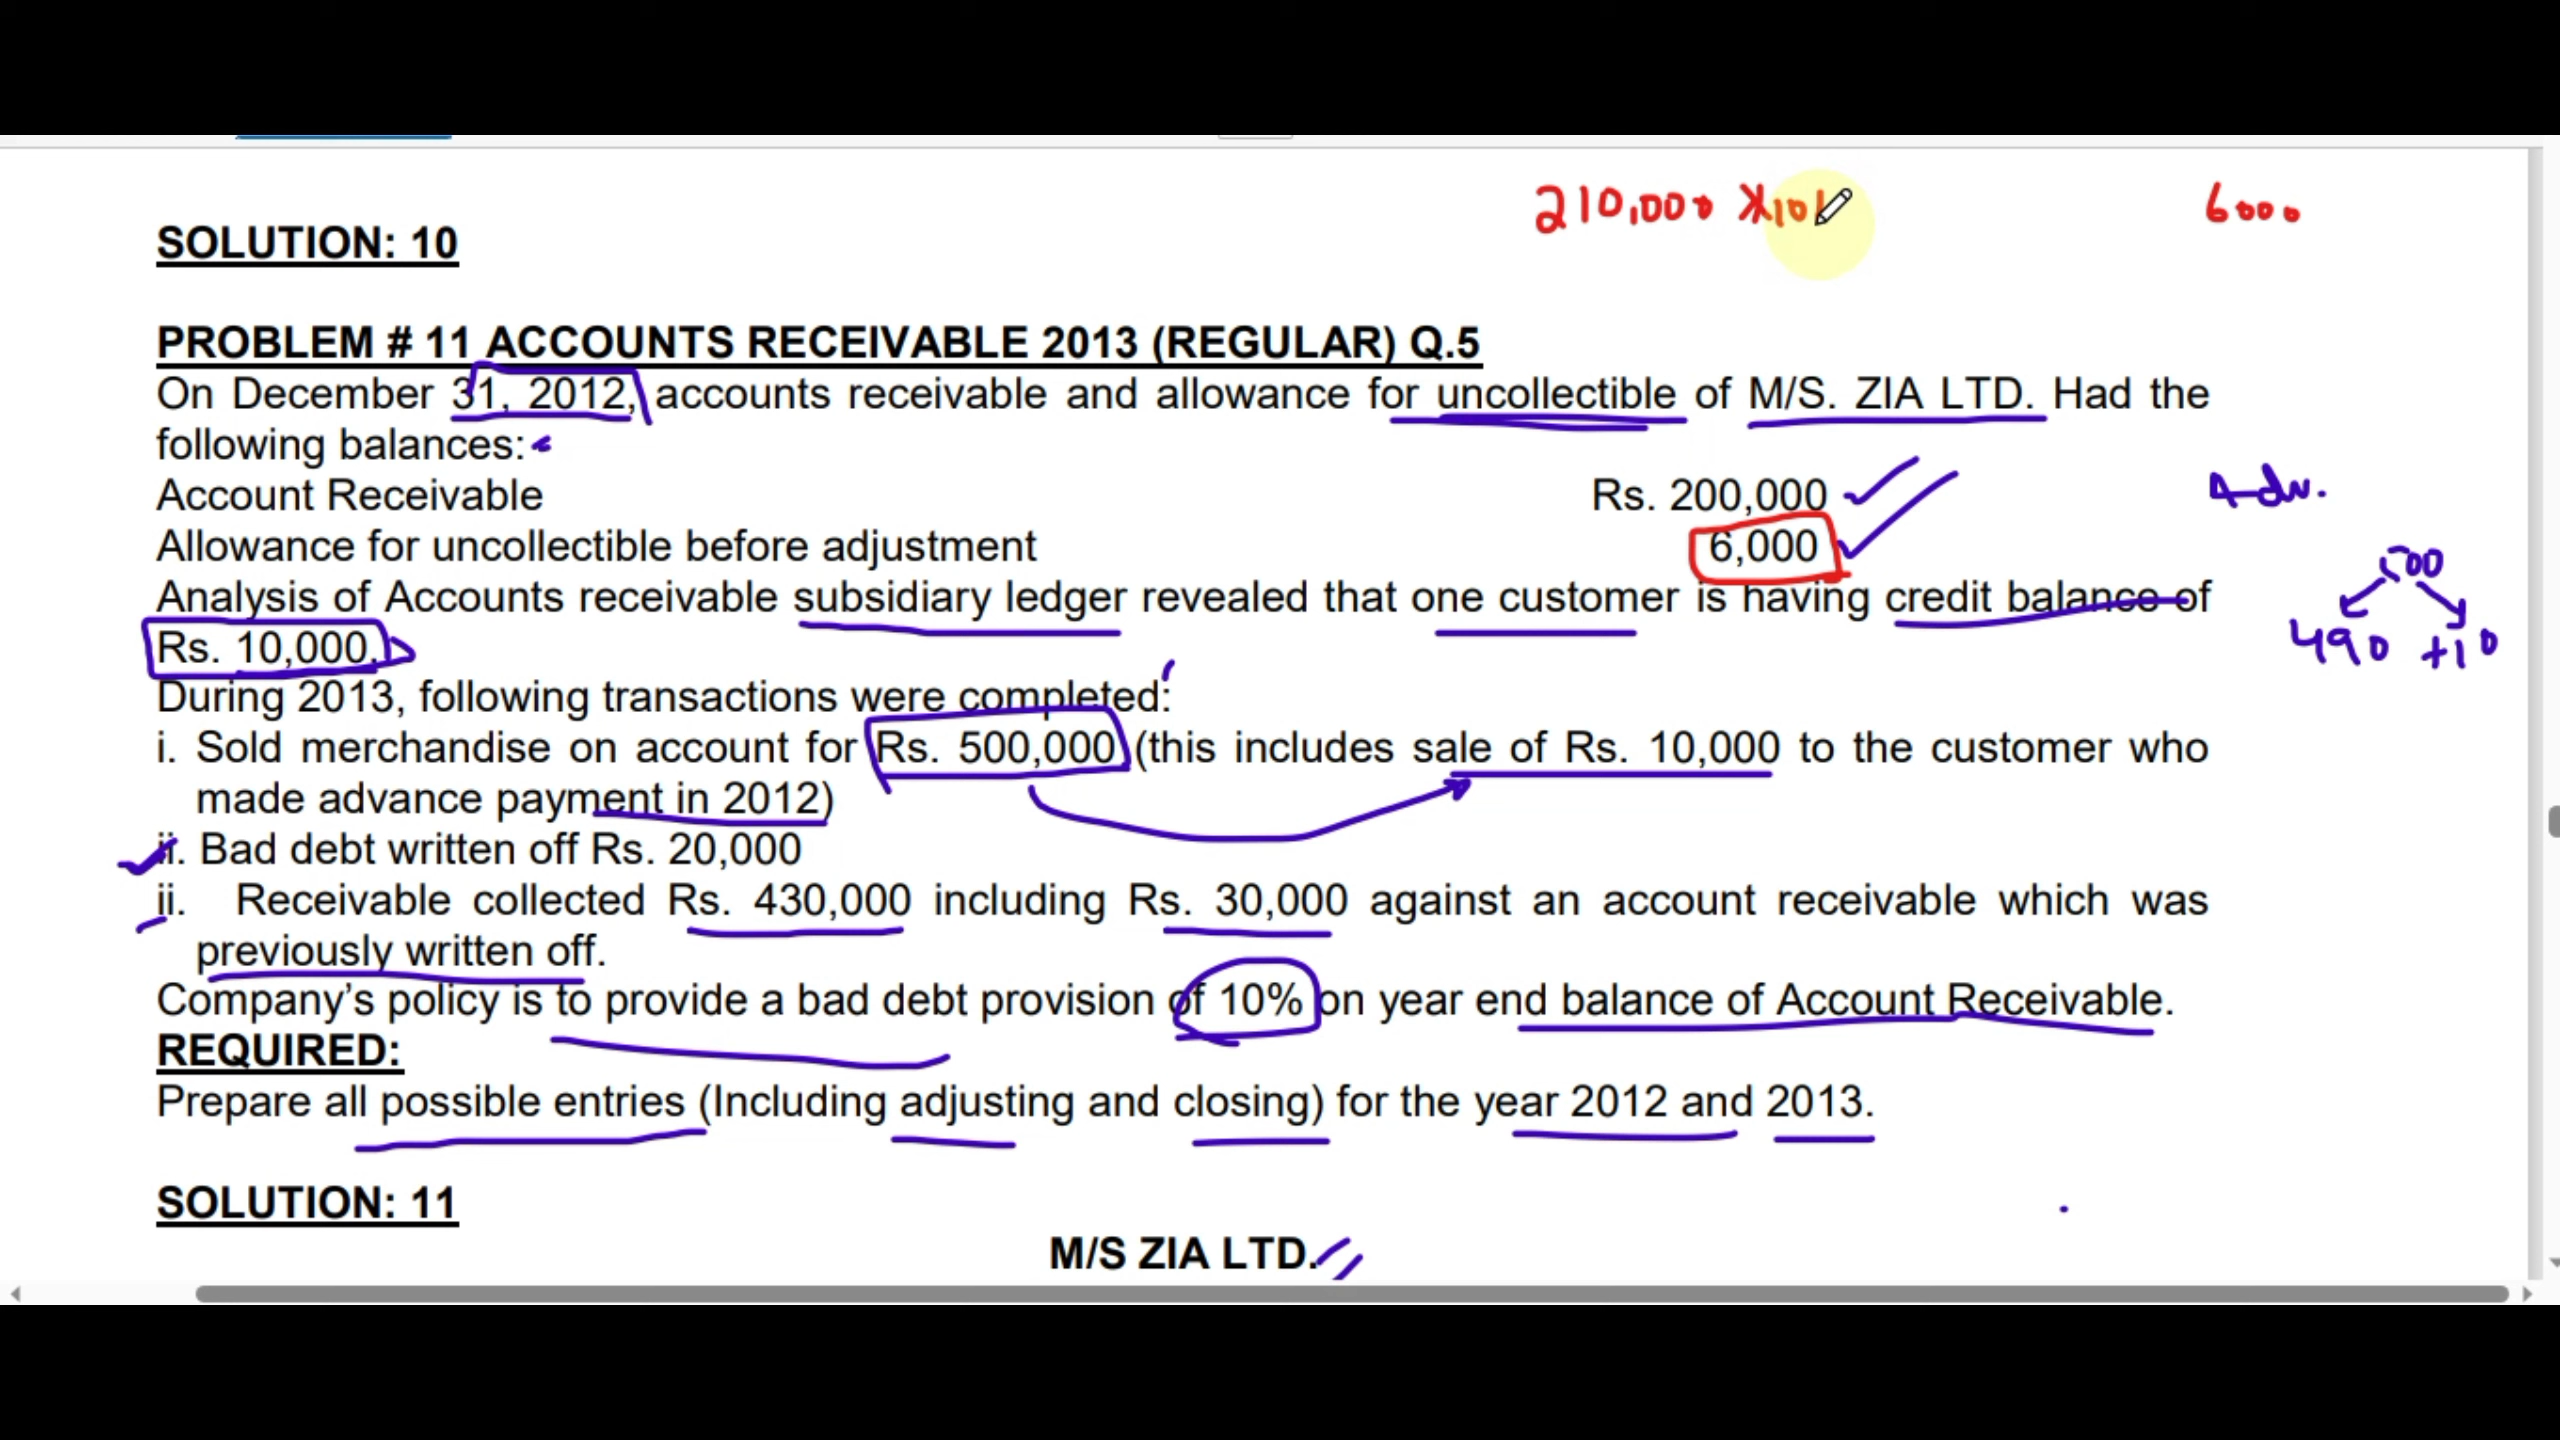 210,000 × 10% 6000
SOLUTION: 10
PROBLEM # 11 ACCOUNTS RECEIVABLE 2013 (REGULAR) Q.5
On December 31, 2012, accounts receivable and allowance for uncollectible of M/S. ZIA LTD. Had the
following balances:
Account Receivable Rs. 200,000
Adv.
Allowance for uncollectible before adjustment 6,000
500
Analysis of Accounts receivable subsidiary ledger revealed that one customer is having credit balance of
Rs. 10,000.
490 +10
During 2013, following transactions were completed:
i. Sold merchandise on account for Rs. 500,000 (this includes sale of Rs. 10,000 to the customer who
made advance payment in 2012)
ii. Bad debt written off Rs. 20,000
ii. Receivable collected Rs. 430,000 including Rs. 30,000 against an account receivable which was
previously written off.
Company’s policy is to provide a bad debt provision of 10% on year end balance of Account Receivable.
REQUIRED:
Prepare all possible entries (Including adjusting and closing) for the year 2012 and 2013.
SOLUTION: 11
M/S ZIA LTD.